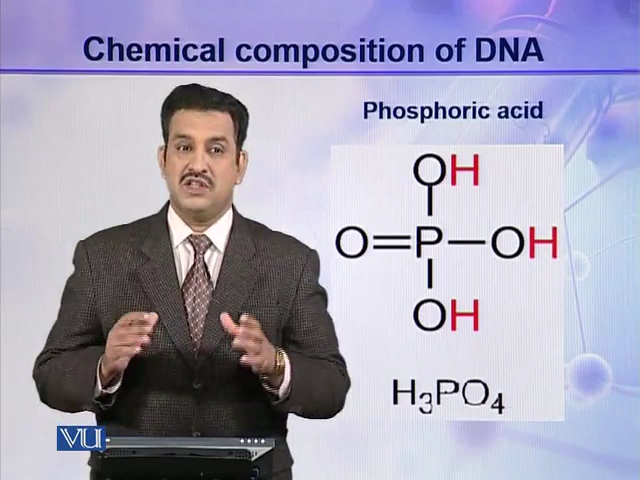 Chemical composition of DNA
Phosphoric acid
OH
O=P—OH
OH
H₃PO₄
VU